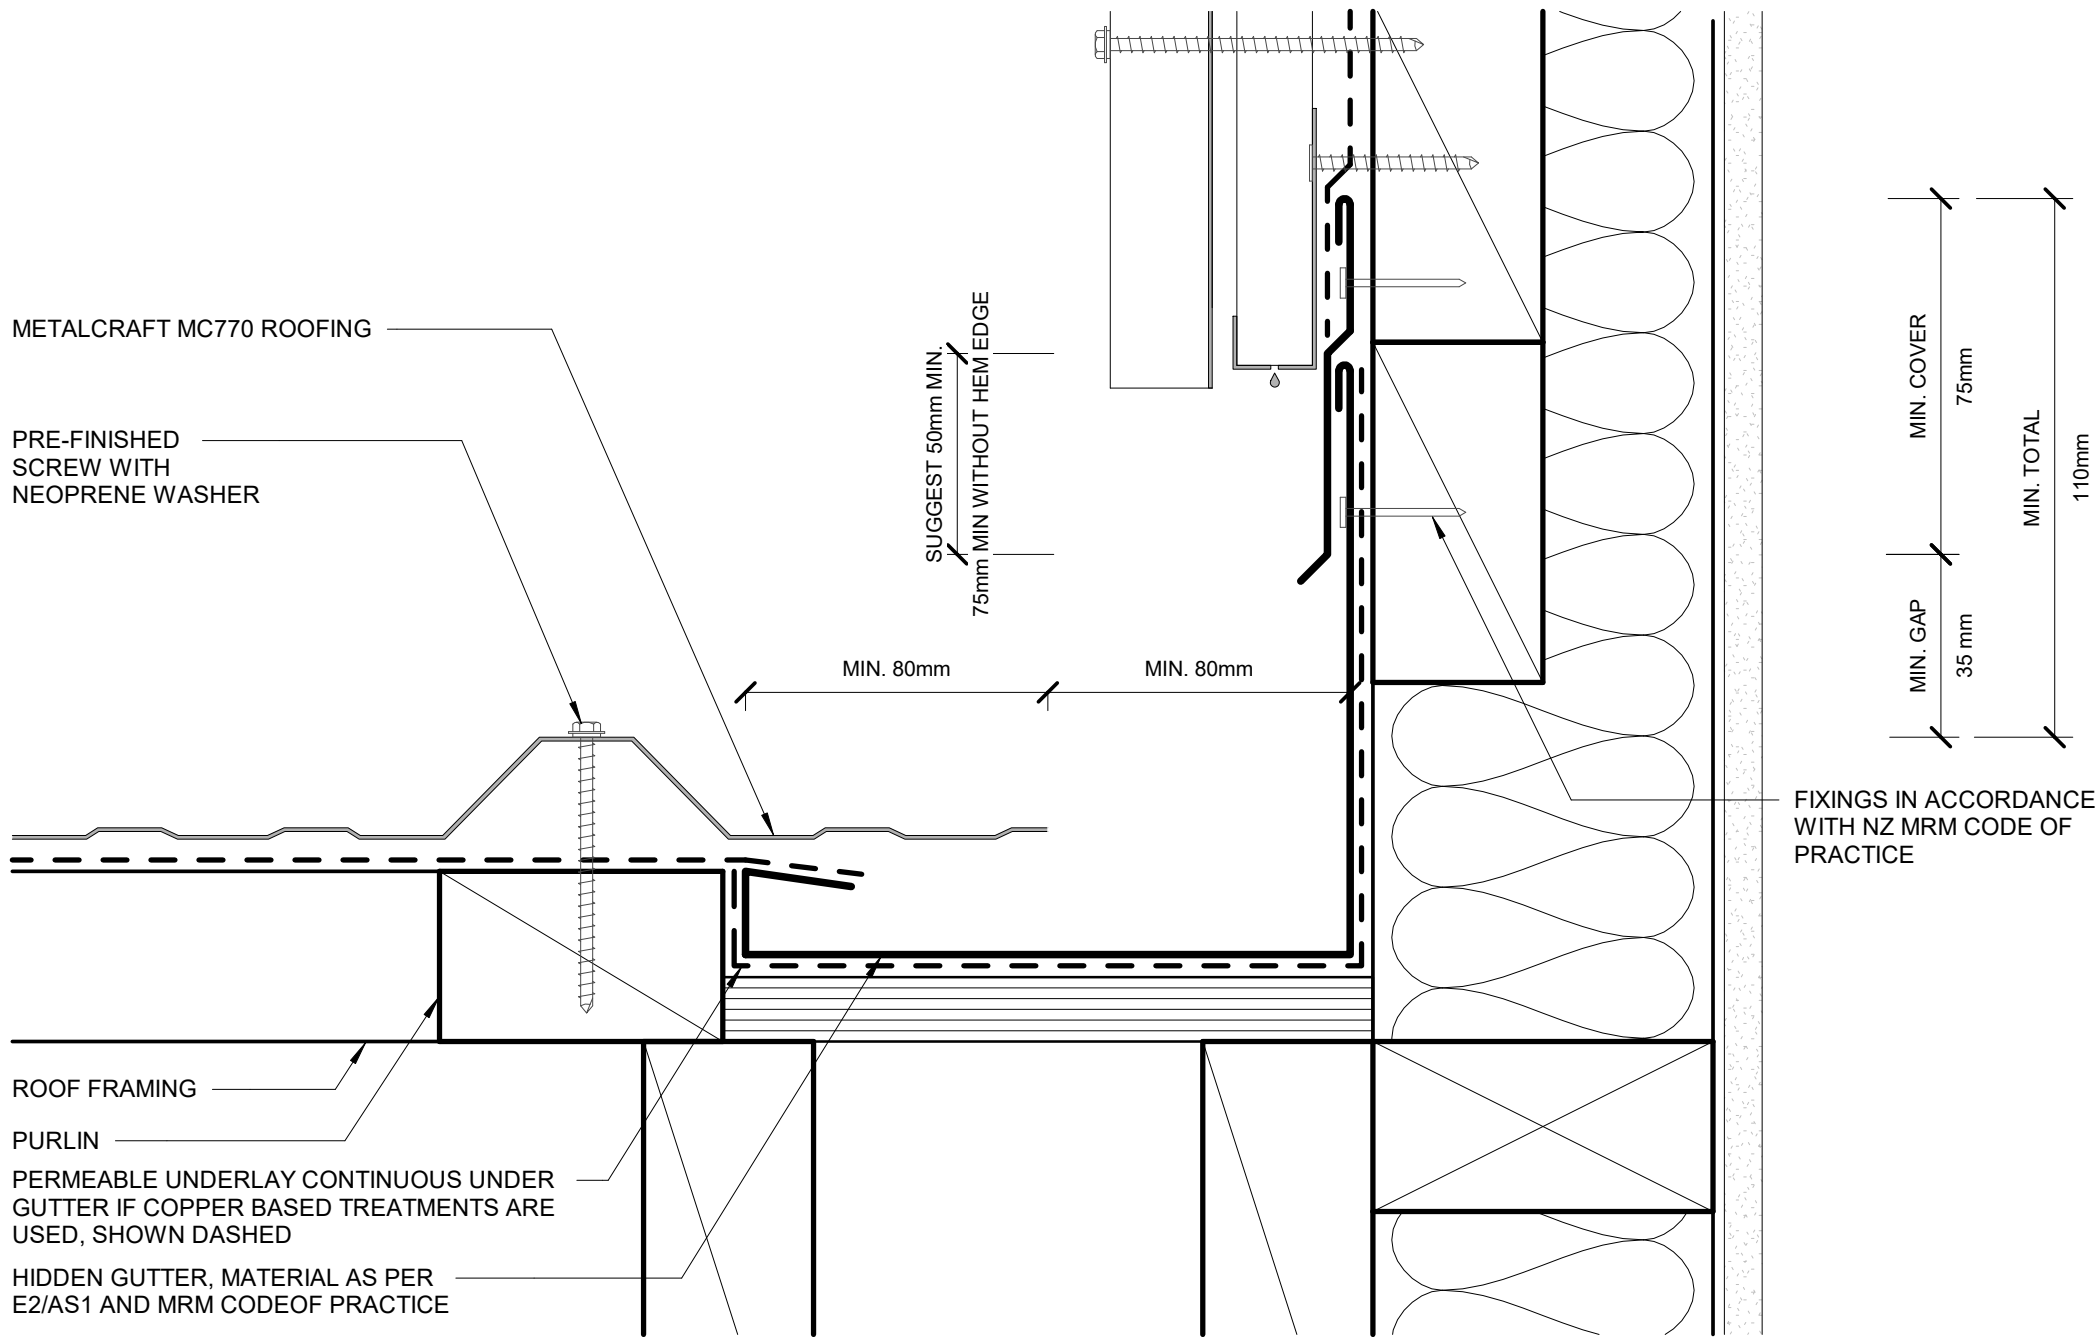 METALCRAFT MC770 ROOFING
PRE-FINISHED
SCREW WITH
NEOPRENE WASHER
SUGGEST 50mm MIN.
75mm MIN WITHOUT HEM EDGE
MIN. 80mm
MIN. 80mm
MIN. COVER
75mm
MIN. GAP
35 mm
MIN. TOTAL
110mm
FIXINGS IN ACCORDANCE
WITH NZ MRM CODE OF
PRACTICE
ROOF FRAMING
PURLIN
PERMEABLE UNDERLAY CONTINUOUS UNDER
GUTTER IF COPPER BASED TREATMENTS ARE
USED, SHOWN DASHED
HIDDEN GUTTER, MATERIAL AS PER
E2/AS1 AND MRM CODEOF PRACTICE